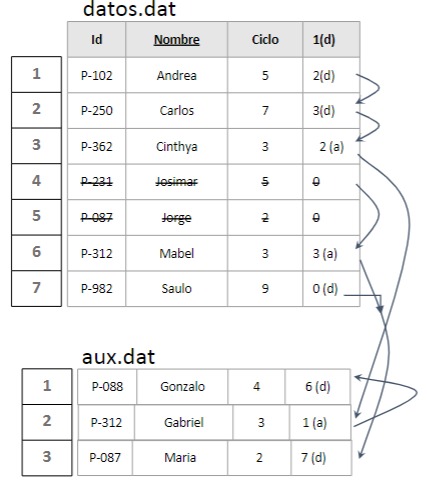 datos.dat
Id Nombre Ciclo 1(d)
1 P-102 Andrea 5 2(d)
2 P-250 Carlos 7 3(d)
3 P-362 Cinthya 3 2 (a)
4 P-231 Josimar 5 0
5 P-087 Jorge 2 0
6 P-312 Mabel 3 3 (a)
7 P-982 Saulo 9 0 (d)
aux.dat
1 P-088 Gonzalo 4 6 (d)
2 P-312 Gabriel 3 1 (a)
3 P-087 Maria 2 7 (d)